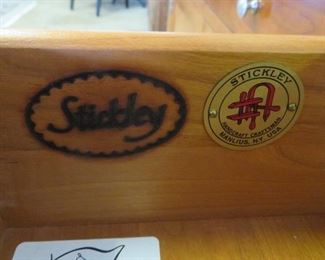 Stickley
STICKLEY
HANDCRAFT CRAFTSMAN
MANLIUS, N.Y. USA